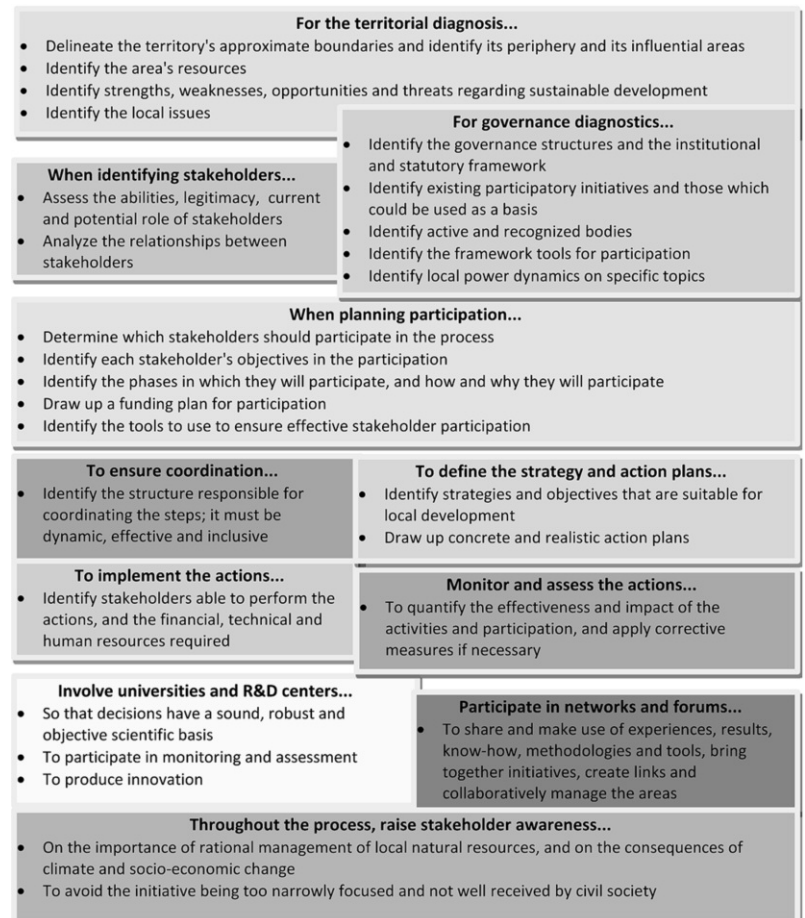 For the territorial diagnosis...
• Delineate the territory's approximate boundaries and identify its periphery and its influential areas
• Identify the area's resources
• Identify strengths, weaknesses, opportunities and threats regarding sustainable development
• Identify the local issues
For governance diagnostics...
• Identify the governance structures and the institutional
and statutory framework
• Identify existing participatory initiatives and those which
could be used as a basis
• Identify active and recognized bodies
• Identify the framework tools for participation
• Identify local power dynamics on specific topics
When identifying stakeholders...
• Assess the abilities, legitimacy, current
and potential role of stakeholders
• Analyze the relationships between
stakeholders
When planning participation...
• Determine which stakeholders should participate in the process
• Identify each stakeholder's objectives in the participation
• Identify the phases in which they will participate, and how and why they will participate
• Draw up a funding plan for participation
• Identify the tools to use to ensure effective stakeholder participation
To ensure coordination...
• Identify the structure responsible for
coordinating the steps; it must be
dynamic, effective and inclusive
To define the strategy and action plans...
• Identify strategies and objectives that are suitable for
local development
• Draw up concrete and realistic action plans
To implement the actions...
• Identify stakeholders able to perform the
actions, and the financial, technical and
human resources required
Monitor and assess the actions...
• To quantify the effectiveness and impact of the
activities and participation, and apply corrective
measures if necessary
Involve universities and R&D centers...
• So that decisions have a sound, robust and
objective scientific basis
• To participate in monitoring and assessment
• To produce innovation
Participate in networks and forums...
• To share and make use of experiences, results,
know-how, methodologies and tools, bring
together initiatives, create links and
collaboratively manage the areas
Throughout the process, raise stakeholder awareness...
• On the importance of rational management of local natural resources, and on the consequences of
climate and socio-economic change
• To avoid the initiative being too narrowly focused and not well received by civil society